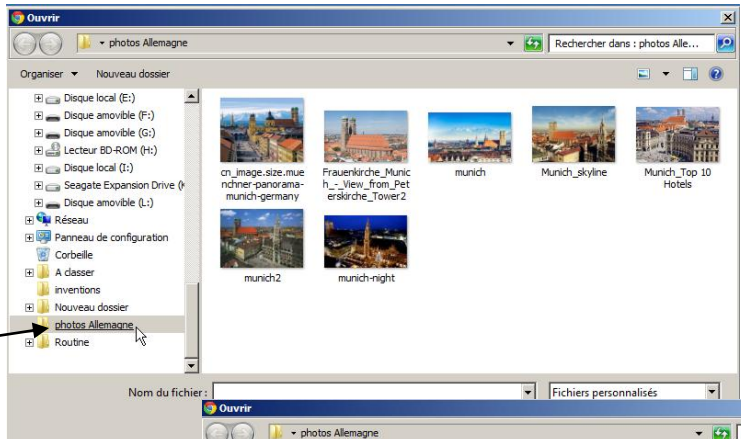 Ouvrir
photos Allemagne
Rechercher dans : photos Alle...
Organiser
Nouveau dossier
Disque local (E:)
Disque amovible (F:)
Disque amovible (G:)
Lecteur BD-ROM (H:)
Disque local (I:)
Seagate Expansion Drive (
Disque amovible (L:)
Réseau
Panneau de configuration
Corbeille
A classer
inventions
Nouveau dossier
photos Allemagne
Routine
cn_image.size.mue
nchner-panorama-
munich-germany
Frauenkirche_Munic
h_-_View_from_Pet
erskirche_Tower2
munich
Munich_skyline
Munich_Top 10
Hotels
munich2
munich-night
Nom du fichier :
Fichiers personnalisés
Ouvrir
photos Allemagne